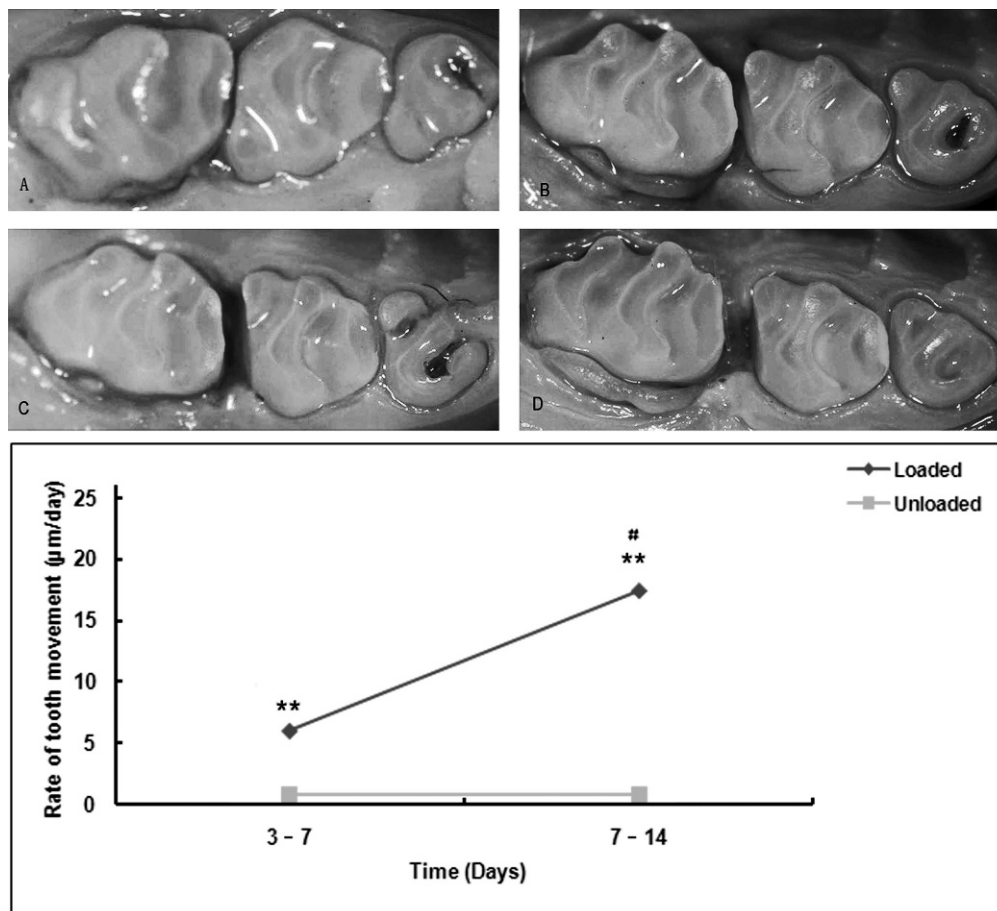 A
B
C
D
Loaded
Unloaded
Rate of tooth movement (µm/day)
25
20
15
10
5
0
**
#
**
3 – 7
7 – 14
Time (Days)